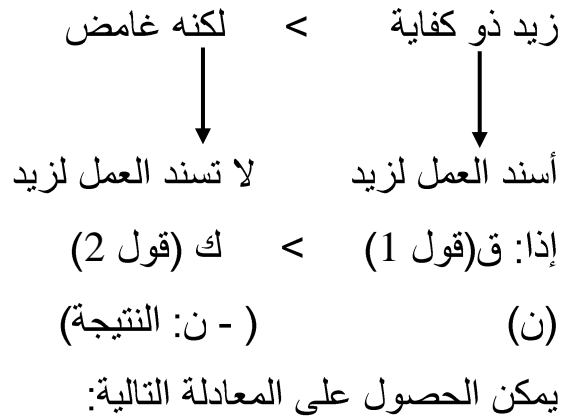 زيد ذو كفاية > لكنه غامض
أسند العمل لزيد لا تسند العمل لزيد
إذا: ق(قول 1) > ك (قول 2)
(ن) ( - ن: النتيجة)
يمكن الحصول على المعادلة التالية: